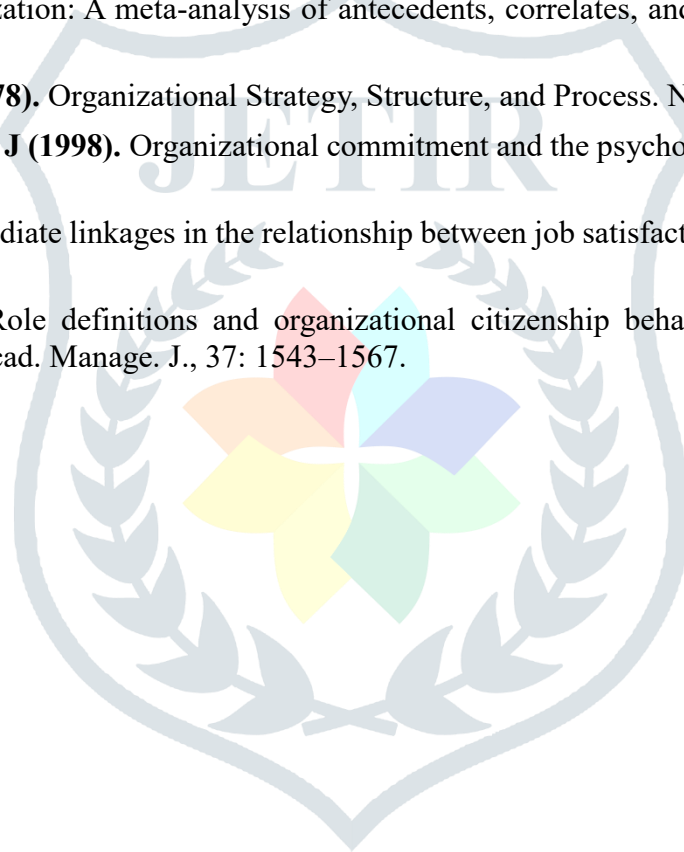 zation: A meta-analysis of antecedents, correlates, and
78). Organizational Strategy, Structure, and Process. N
J (1998). Organizational commitment and the psycho
JETIR
diate linkages in the relationship between job satisfact
Role definitions and organizational citizenship beha
cad. Manage. J., 37: 1543–1567.